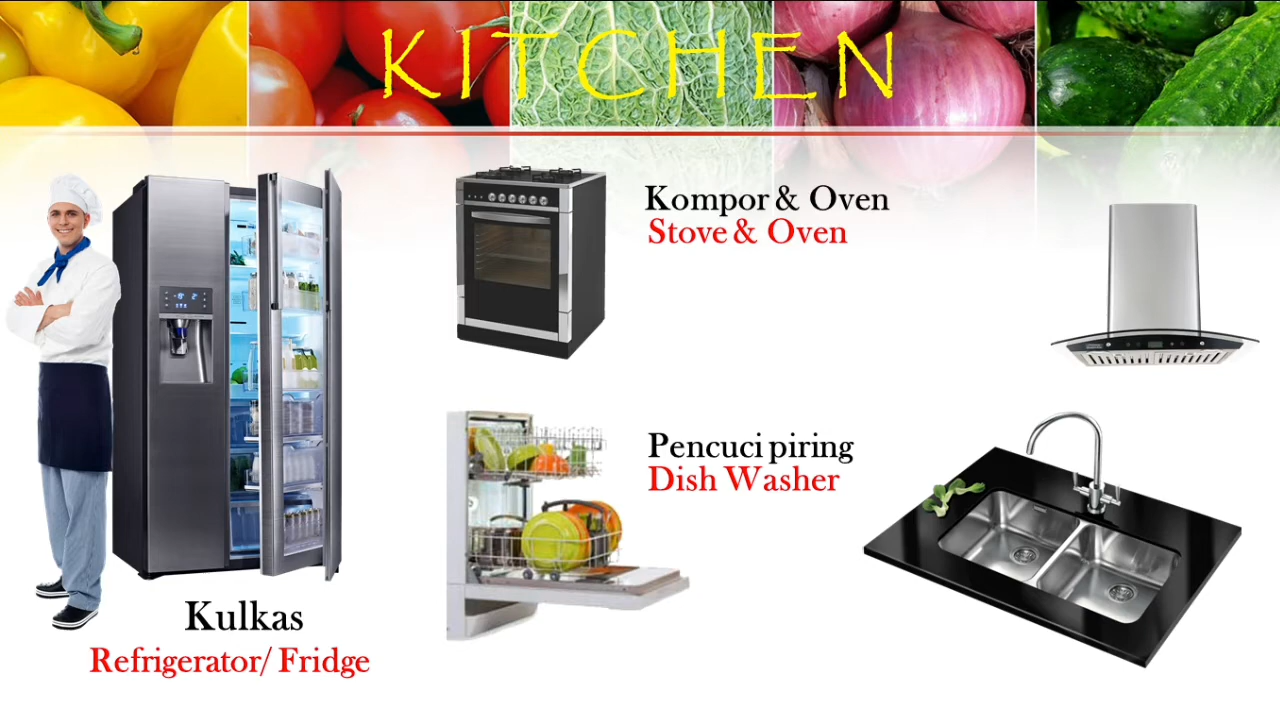 KITCHEN
Kompor & Oven
Stove & Oven
Pencuci piring
Dish Washer
Kulkas
Refrigerator/ Fridge